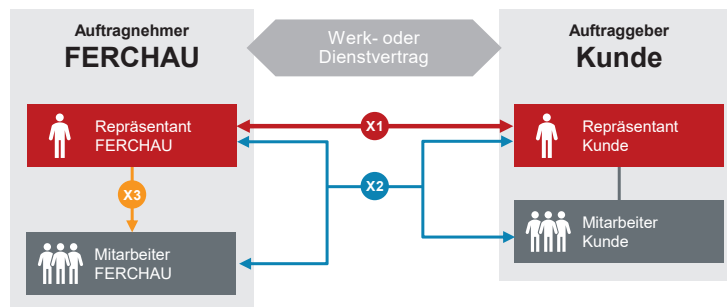 Auftragnehmer
FERCHAU
Werk- oder
Dienstvertrag
Auftraggeber
Kunde
Repräsentant
FERCHAU
X1
Repräsentant
Kunde
X2
X3
Mitarbeiter
FERCHAU
Mitarbeiter
Kunde